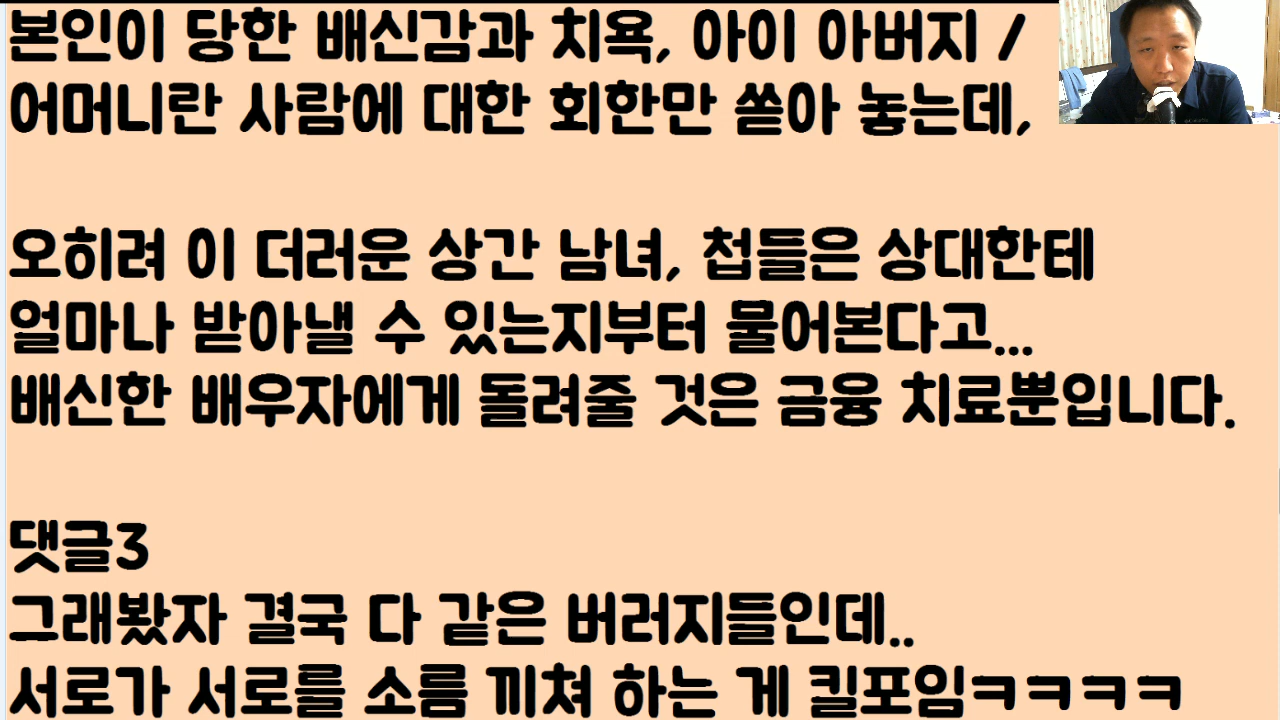 본인이 당한 배신감과 치욕, 아이 아버지 /
어머니란 사람에 대한 회한만 쏟아 놓는데,
오히려 이 더러운 상간 남녀, 첩들은 상대한테
얼마나 받아낼 수 있는지부터 물어본다고...
배신한 배우자에게 돌려줄 것은 금융 치료뿐입니다.
댓글3
그래봤자 결국 다 같은 버러지들인데..
서로가 서로를 소름 끼쳐 하는 게 킬포임ㅋㅋㅋㅋ